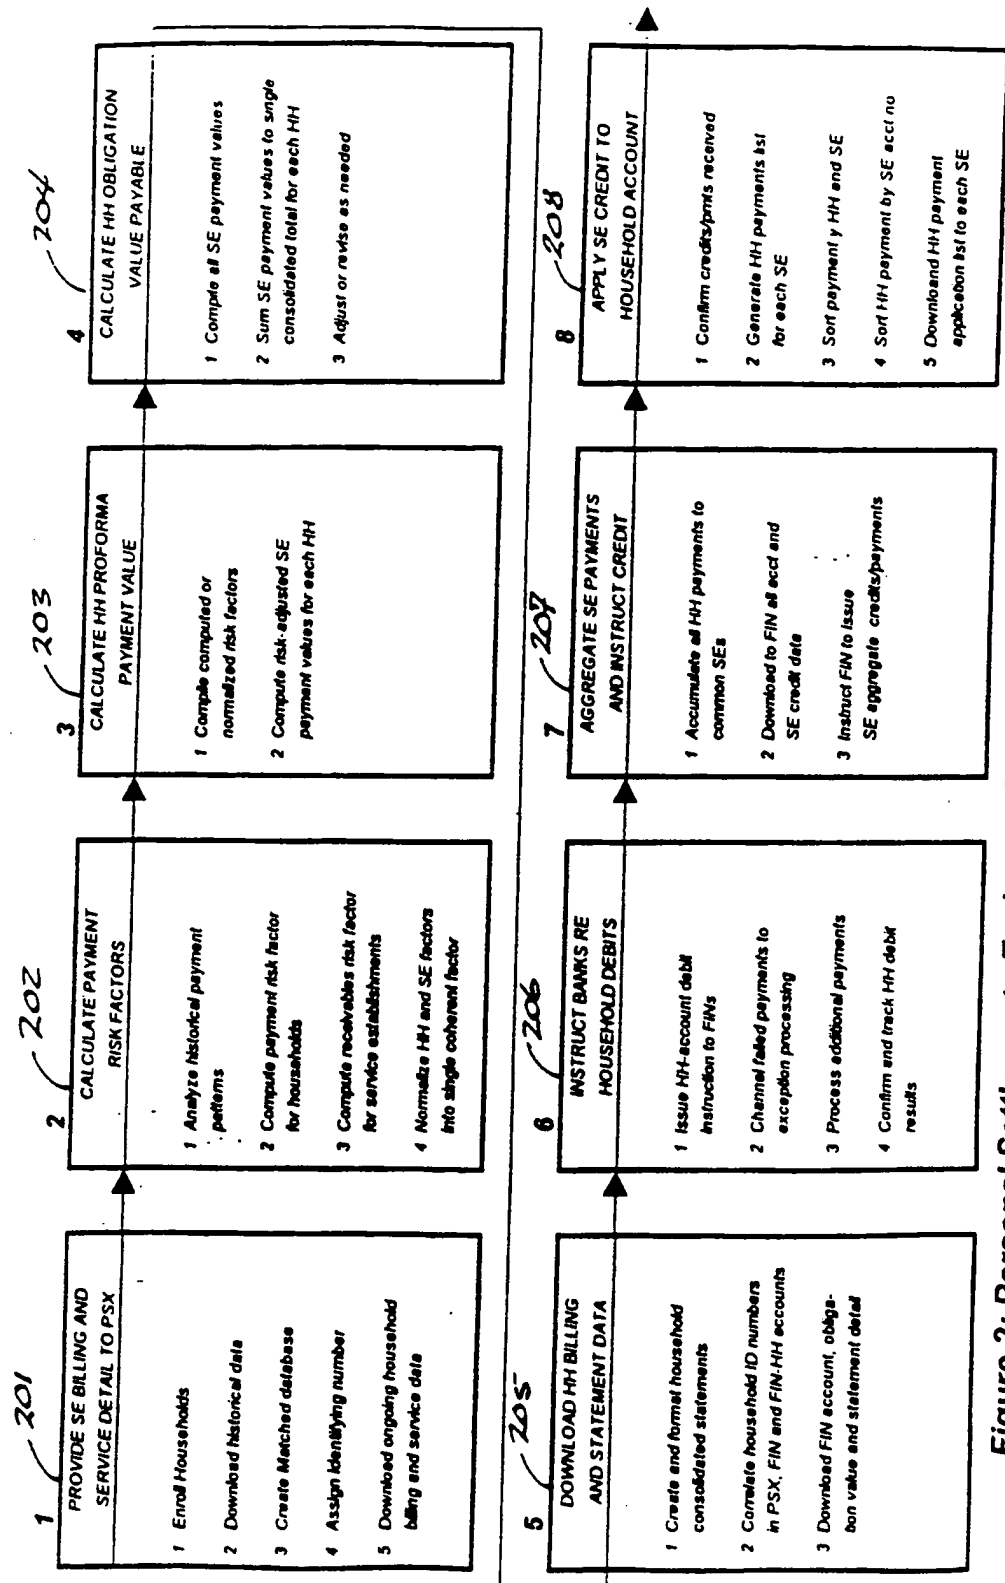 201
1
PROVIDE SE BILLING AND
SERVICE DETAIL TO PSX
1 Enroll Households
2 Download historical data
3 Create Matched database
4 Assign identifying number
5 Download ongoing household
billing and service data
202
2
CALCULATE PAYMENT
RISK FACTORS
1 Analyze historical payment
patterns
2 Compute payment risk factor
for households
3 Compute receivables risk factor
for service establishments
4 Normalize HH and SE factors
into single coherent factor
203
3
CALCULATE HH PROFORMA
PAYMENT VALUE
1 Compile computed or
normalized risk factors
2 Compute risk-adjusted SE
payment values for each HH
204
4
CALCULATE HH OBLIGATION
VALUE PAYABLE
1 Compile all SE payment values
2 Sum SE payment values to single
consolidated total for each HH
3 Adjust or revise as needed
205
5
DOWNLOAD HH BILLING
AND STATEMENT DATA
1 Create and format household
consolidated statements
2 Correlate household ID numbers
in PSX, FIN and FIN-HH accounts
3 Download FIN account, obliga-
tion value and statement detail
206
6
INSTRUCT BANKS RE
HOUSEHOLD DEBITS
1 Issue HH-account debit
instruction to FINs
2 Channel failed payments to
exception processing
3 Process additional payments
4 Confirm and track HH debit
results
207
7
AGGREGATE SE PAYMENTS
AND INSTRUCT CREDIT
1 Accumulate all HH payments to
common SEs
2 Download to FIN all acct and
SE credit date
3 Instruct FIN to issue
SE aggregate credits/payments
208
8
APPLY SE CREDIT TO
HOUSEHOLD ACCOUNT
1 Confirm credits/pmts received
2 Generate HH payments list
for each SE
3 Sort payment y HH and SE
4 Sort HH payment by SE acct no
5 Download HH payment
application list to each SE
Figure 2: Personal